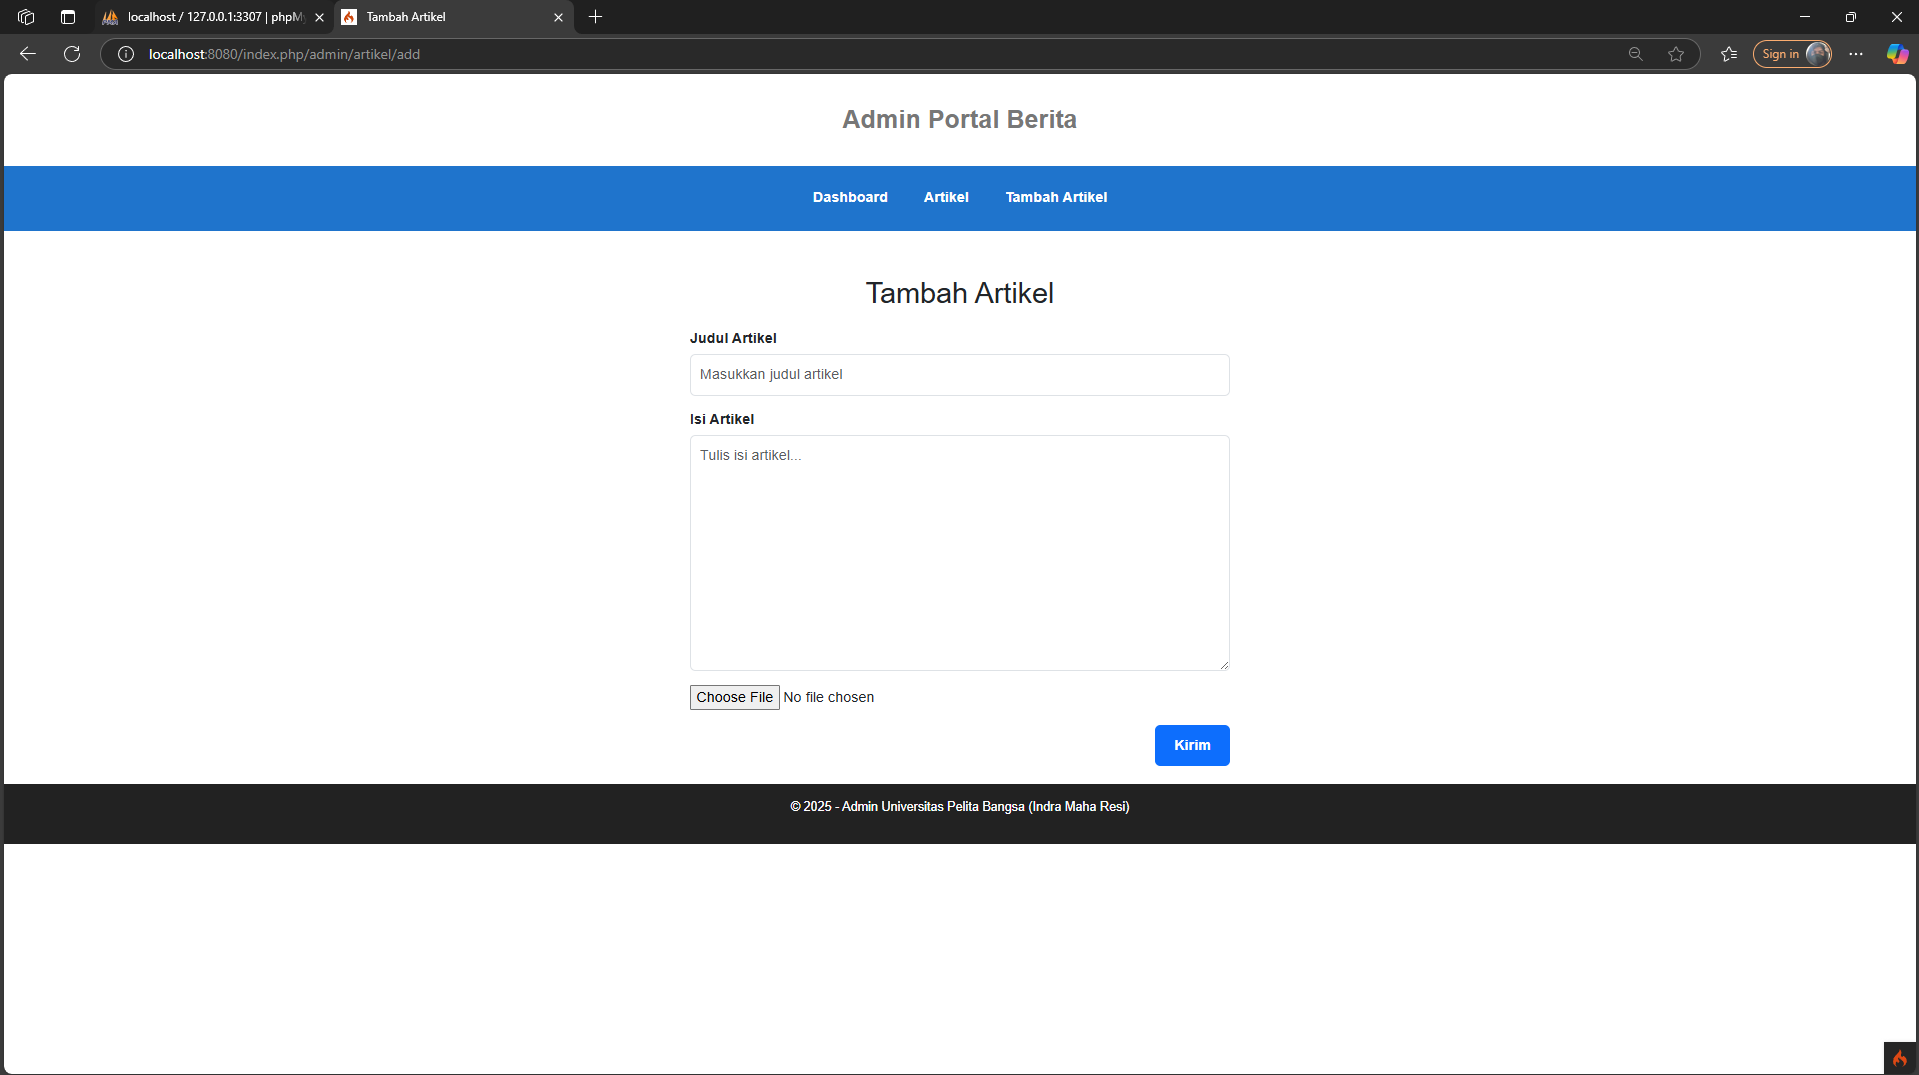 localhost / 127.0.0.1:3307 | phpMy
Tambah Artikel
localhost:8080/index.php/admin/artikel/add
Sign in
Admin Portal Berita
Dashboard Artikel Tambah Artikel
Tambah Artikel
Judul Artikel
Masukkan judul artikel
Isi Artikel
Tulis isi artikel...
Choose File No file chosen
Kirim
© 2025 - Admin Universitas Pelita Bangsa (Indra Maha Resi)